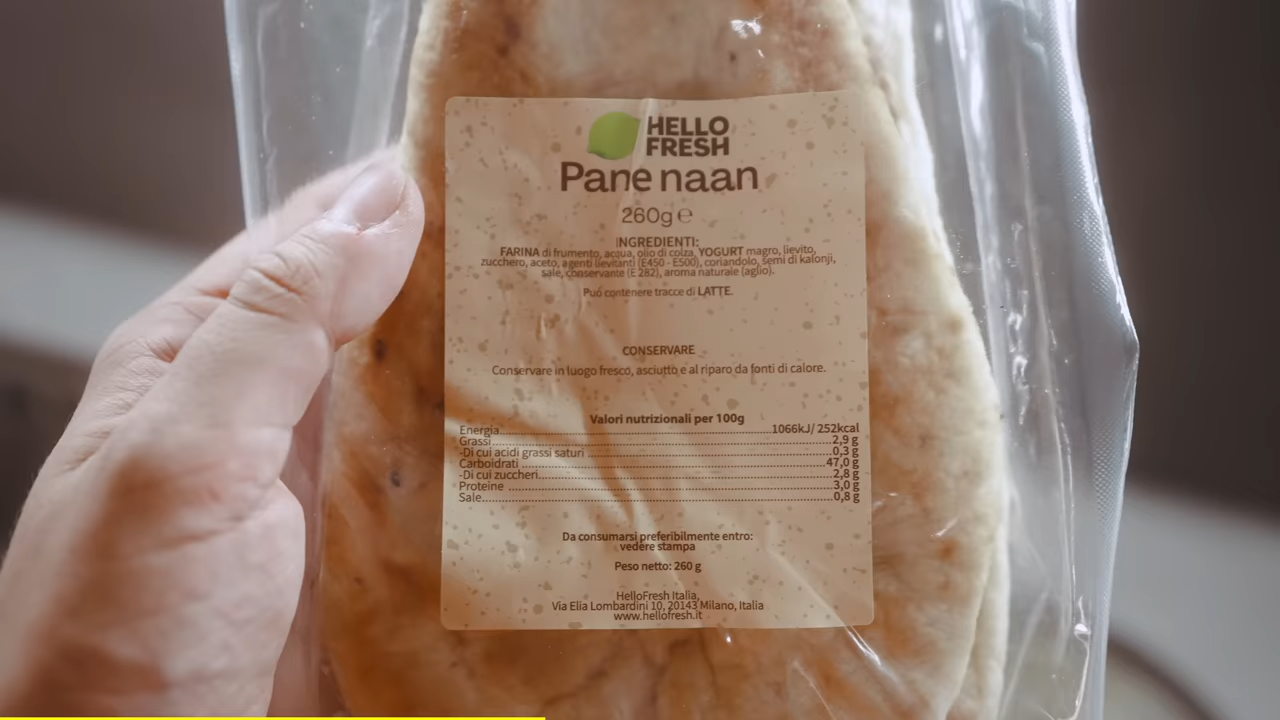 HELLO
FRESH
Pane naan
260g ℮
INGREDIENTI:
FARINA di frumento, acqua, olio di colza, YOGURT magro, lievito,
zucchero, aceto, agenti lievitanti (E450 - E500), coriandolo, semi di kalonji,
sale, conservante (E 282), aroma naturale (aglio).
Può contenere tracce di LATTE.
CONSERVARE
Conservare in luogo fresco, asciutto e al riparo da fonti di calore.
Valori nutrizionali per 100g
Energia 1066kJ/ 252kcal
Grassi 2,9 g
-Di cui acidi grassi saturi 0,3 g
Carboidrati 47,0 g
-Di cui zuccheri 2,8 g
Proteine 3,0 g
Sale 0,8 g
Da consumarsi preferibilmente entro:
vedere stampa
Peso netto: 260 g
HelloFresh Italia,
Via Elia Lombardini 10, 20143 Milano, Italia
www.hellofresh.it